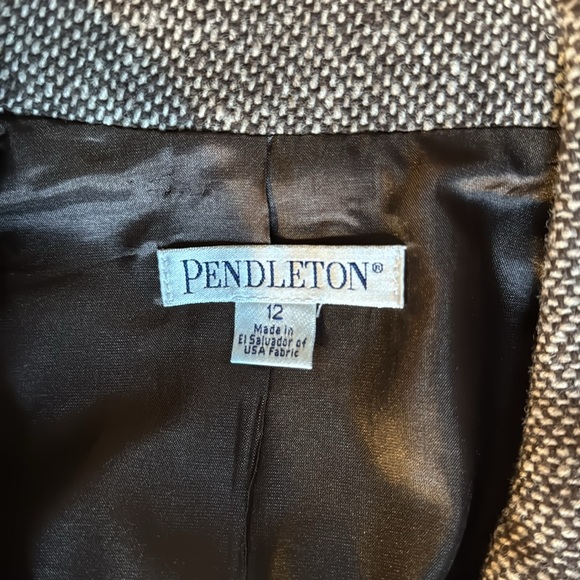 PENDLETON®
12
Made in
El Salvador of
USA Fabric